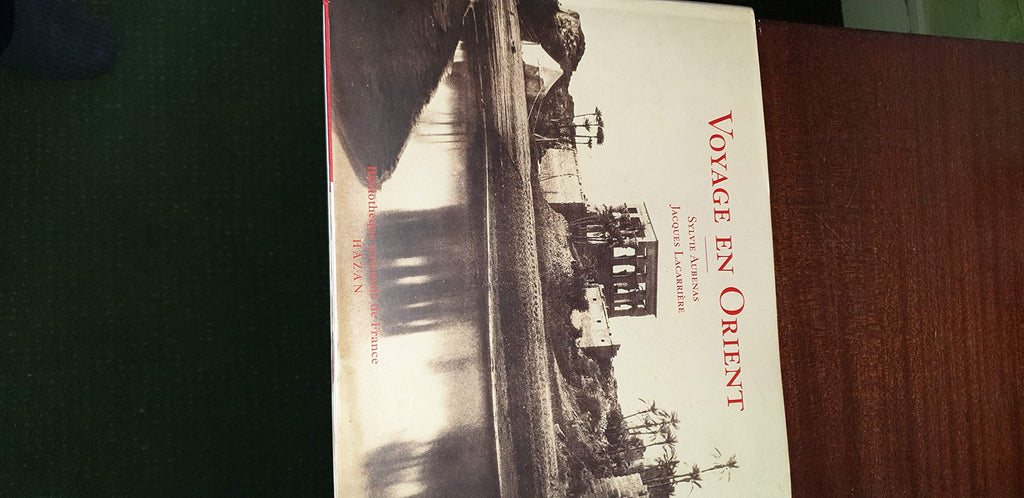 VOYAGE EN ORIENT
SYLVIE AUBENAS
JACQUES LACARRIÈRE
Bibliothèque nationale de France
HAZAN